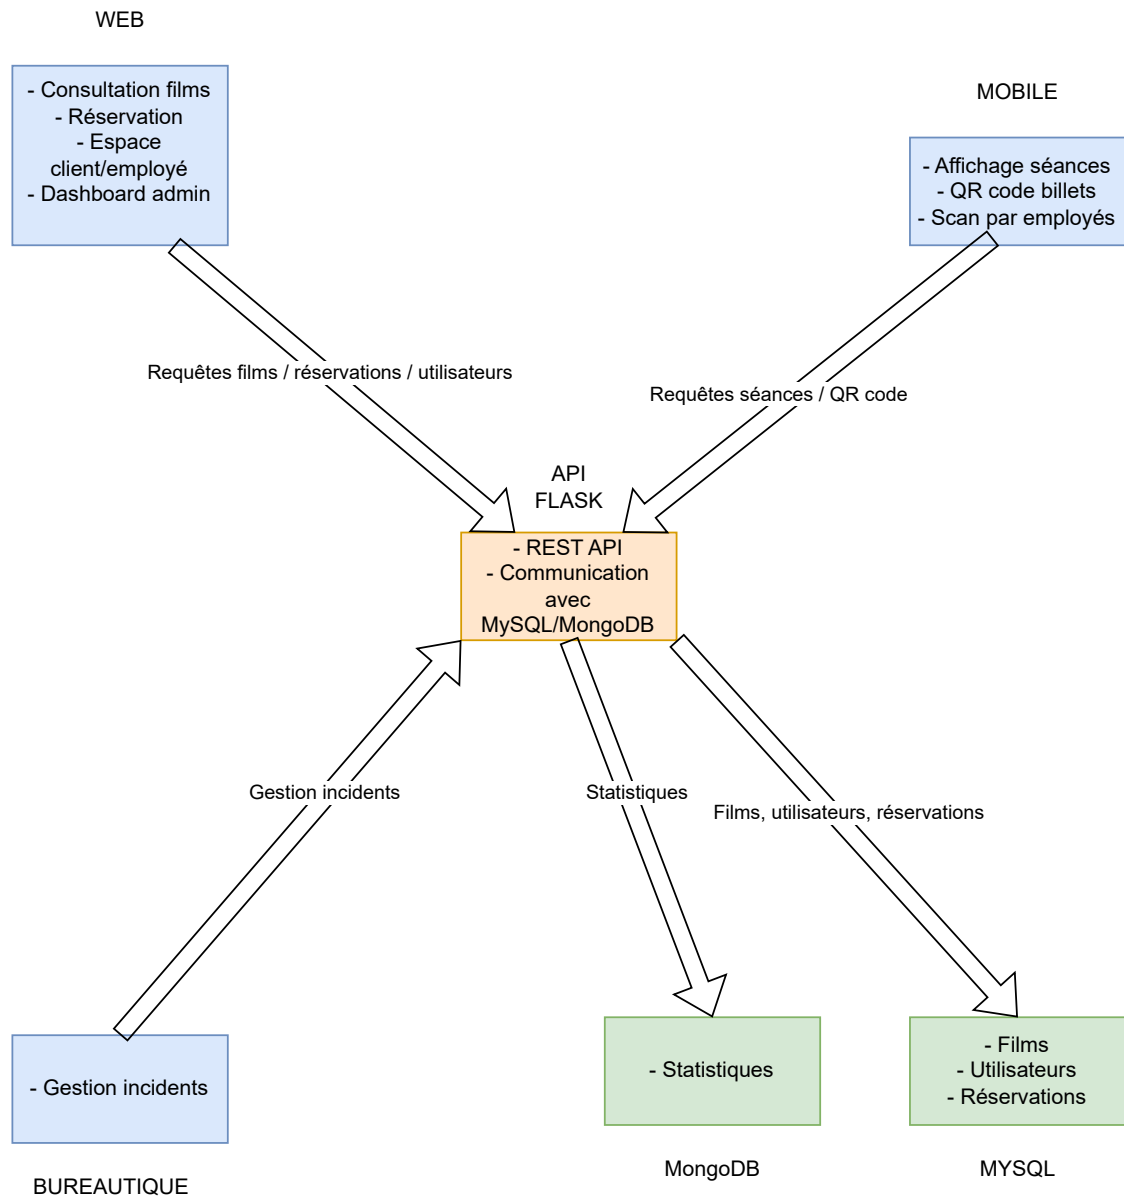 WEB
- Consultation films
- Réservation
- Espace
client/employé
- Dashboard admin
MOBILE
- Affichage séances
- QR code billets
- Scan par employés
Requêtes films / réservations / utilisateurs
Requêtes séances / QR code
API
FLASK
- REST API
- Communication
avec
MySQL/MongoDB
Gestion incidents
Statistiques
Films, utilisateurs, réservations
- Gestion incidents
BUREAUTIQUE
- Statistiques
MongoDB
- Films
- Utilisateurs
- Réservations
MYSQL